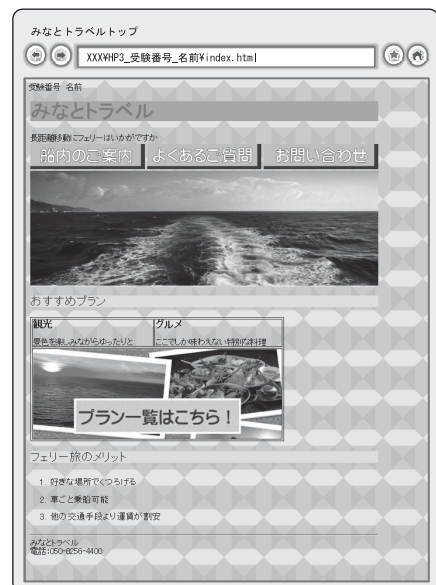 みなとトラベルトップ
XXX¥HP3_受験番号_名前¥index.html
受験番号 名前
みなとトラベル
長距離移動にフェリーはいかがですか
船内のご案内 よくあるご質問 お問い合わせ
おすすめプラン
観光 グルメ
景色を楽しみながらゆったりと ここでしか味わえない特別な料理
プラン一覧はこちら！
フェリー旅のメリット
1. 好きな場所でくつろげる
2. 車ごと乗船可能
3. 他の交通手段より運賃が割安
みなとトラベル
電話:050-8256-4400